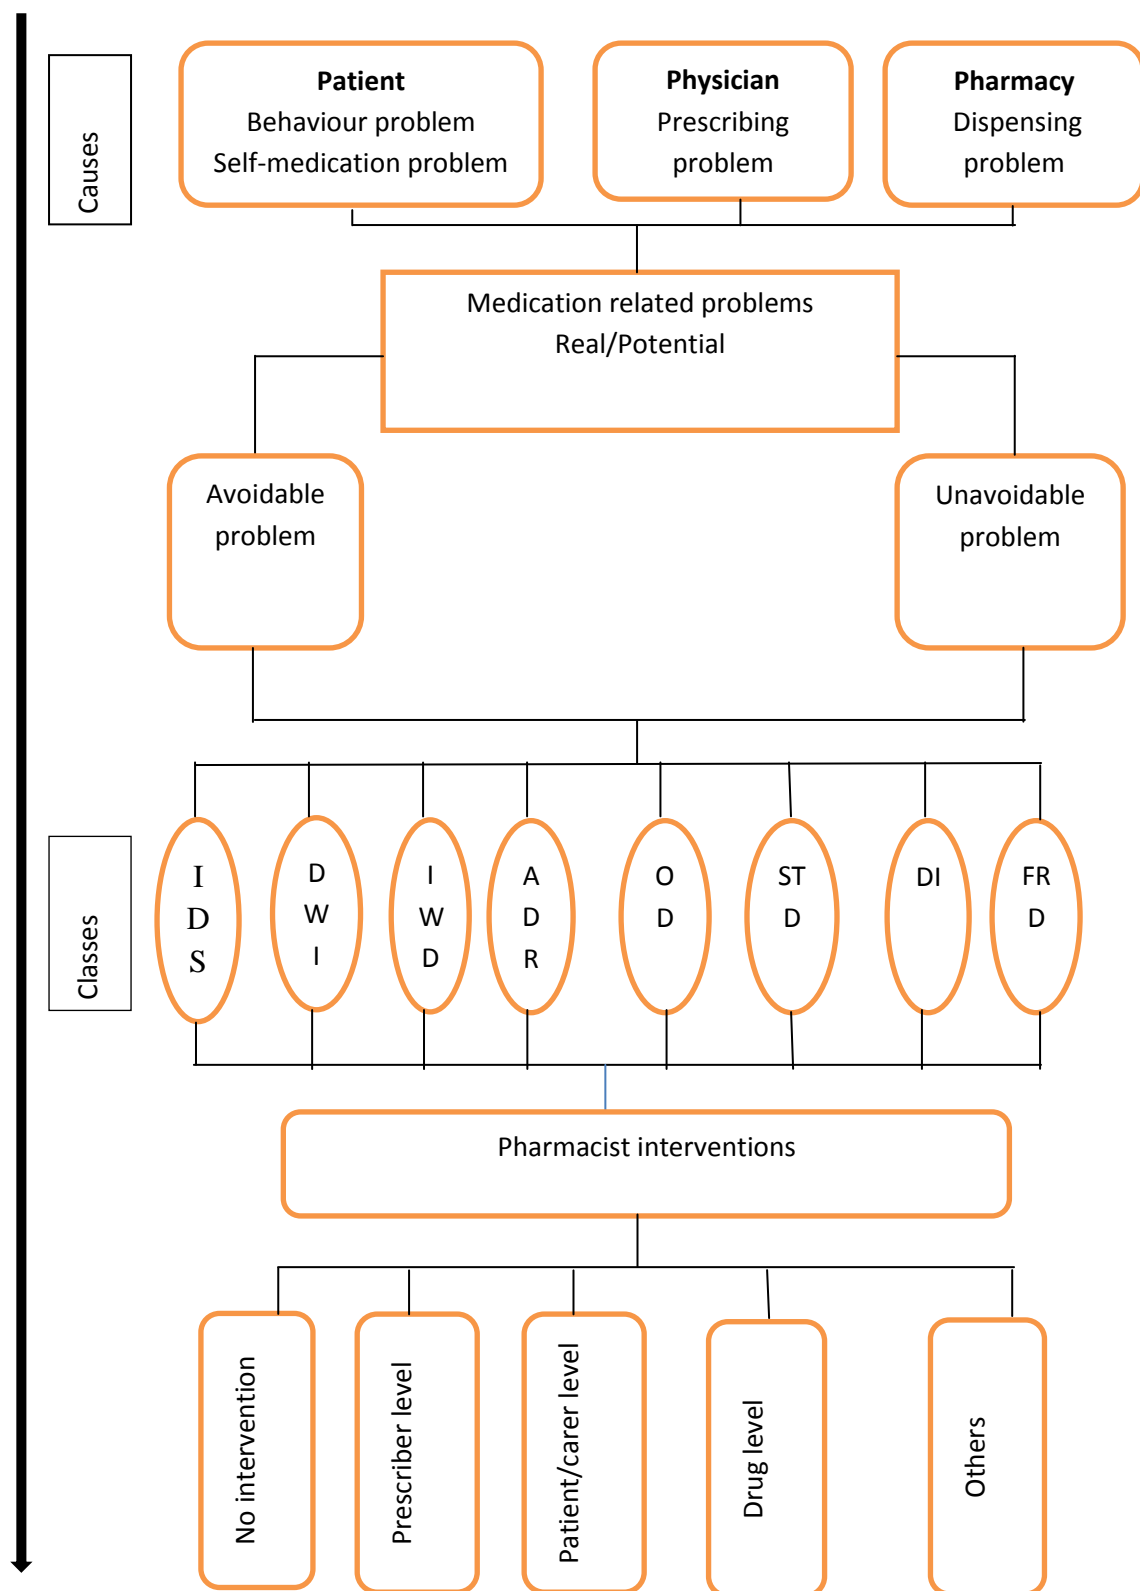 Causes
Patient
Behaviour problem
Self-medication problem
Physician
Prescribing
problem
Pharmacy
Dispensing
problem
Medication related problems
Real/Potential
Avoidable
problem
Unavoidable
problem
Classes
I
D
S
D
W
I
I
W
D
A
D
R
O
D
ST
D
DI
FR
D
Pharmacist interventions
No intervention
Prescriber level
Patient/carer level
Drug level
Others